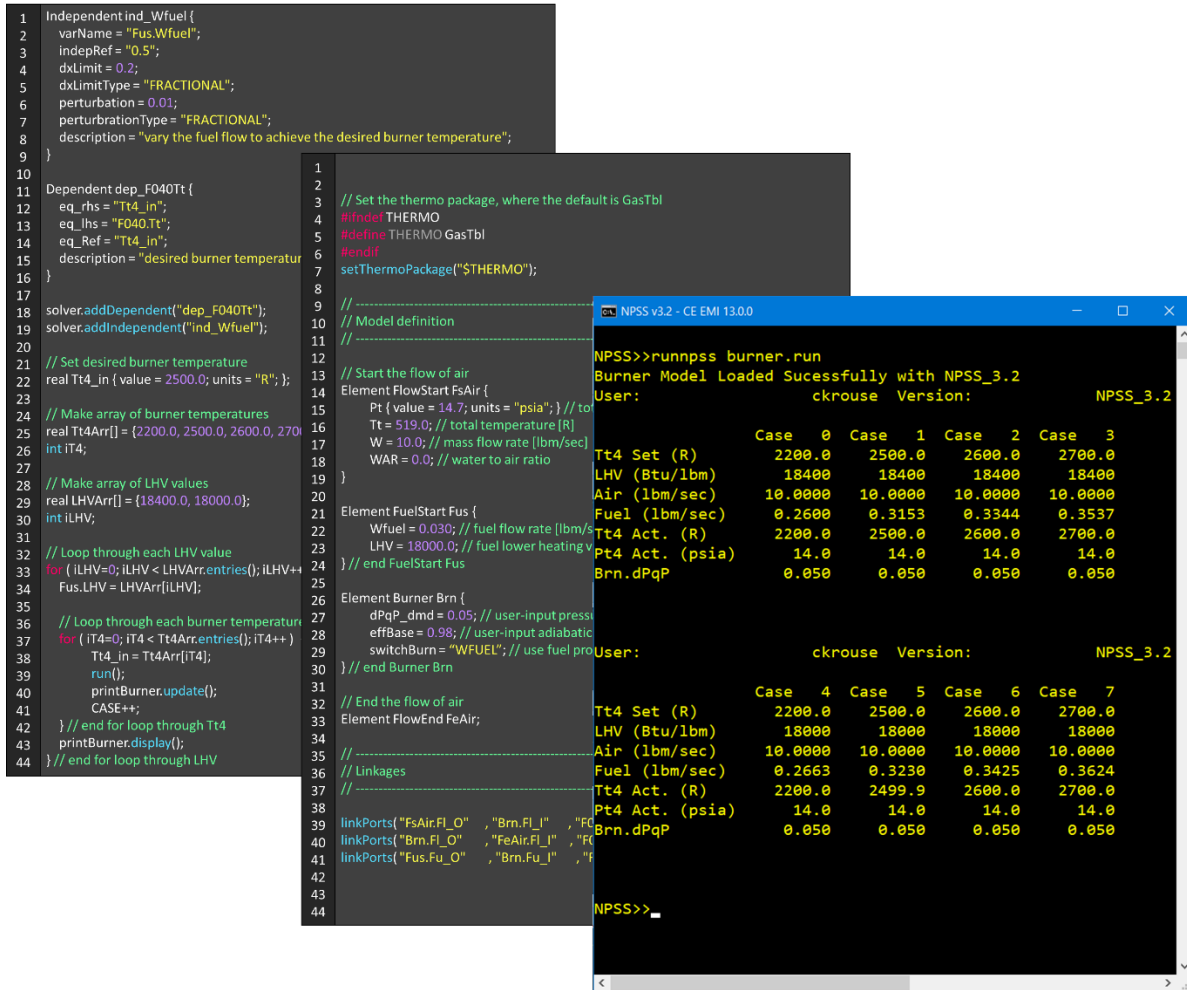 1 Independent ind_Wfuel {
2 varName = "Fus.Wfuel";
3 indepRef = "0.5";
4 dxLimit = 0.2;
5 dxLimitType = "FRACTIONAL";
6 perturbation = 0.01;
7 perturbrationType = "FRACTIONAL";
8 description = "vary the fuel flow to achieve the desired burner temperature";
9 }
10
11 Dependent dep_F040Tt {
12 eq_rhs = "Tt4_in";
13 eq_lhs = "F040.Tt";
14 eq_Ref = "Tt4_in";
15 description = "desired burner temperatur
16 }
17
18 solver.addDependent("dep_F040Tt");
19 solver.addIndependent("ind_Wfuel");
20
21 // Set desired burner temperature
22 real Tt4_in { value = 2500.0; units = "R"; };
23
24 // Make array of burner temperatures
25 real Tt4Arr[] = {2200.0, 2500.0, 2600.0, 270
26 int iT4;
27
28 // Make array of LHV values
29 real LHVArr[] = {18400.0, 18000.0};
30 int iLHV;
31
32 // Loop through each LHV value
33 for ( iLHV=0; iLHV < LHVArr.entries(); iLHV++
34 Fus.LHV = LHVArr[iLHV];
35
36 // Loop through each burner temperature
37 for ( iT4=0; iT4 < Tt4Arr.entries(); iT4++ )
38 Tt4_in = Tt4Arr[iT4];
39 run();
40 printBurner.update();
41 CASE++;
42 } // end for loop through Tt4
43 printBurner.display();
44 } // end for loop through LHV
1
2
3 // Set the thermo package, where the default is GasTbl
4 #ifndef THERMO
5 #define THERMO GasTbl
6 #endif
7 setThermoPackage("$THERMO");
8
9 // ----------------------------------------------------
10 // Model definition
11 // ----------------------------------------------------
12
13 // Start the flow of air
14 Element FlowStart FsAir {
15 Pt { value = 14.7; units = "psia"; } // to
16 Tt = 519.0; // total temperature [R]
17 W = 10.0; // mass flow rate [lbm/sec]
18 WAR = 0.0; // water to air ratio
19 }
20
21 Element FuelStart Fus {
22 Wfuel = 0.030; // fuel flow rate [lbm/s
23 LHV = 18000.0; // fuel lower heating v
24 } // end FuelStart Fus
25
26 Element Burner Brn {
27 dPqP_dmd = 0.05; // user-input pressu
28 effBase = 0.98; // user-input adiabatic
29 switchBurn = “WFUEL”; // use fuel pro
30 } // end Burner Brn
31
32 // End the flow of air
33 Element FlowEnd FeAir;
34
35 // ----------------------------------------------------
36 // Linkages
37 // ----------------------------------------------------
38
39 linkPorts( "FsAir.Fl_O" , "Brn.Fl_I" , "F0
40 linkPorts( "Brn.Fl_O" , "FeAir.Fl_I" , "F0
41 linkPorts( "Fus.Fu_O" , "Brn.Fu_I" , "F
42
43
44
NPSS v3.2 - CE EMI 13.0.0
NPSS>>runnpss burner.run
Burner Model Loaded Sucessfully with NPSS_3.2
User: ckrouse Version: NPSS_3.2
Case 0 Case 1 Case 2 Case 3
Tt4 Set (R) 2200.0 2500.0 2600.0 2700.0
LHV (Btu/lbm) 18400 18400 18400 18400
Air (lbm/sec) 10.0000 10.0000 10.0000 10.0000
Fuel (lbm/sec) 0.2600 0.3153 0.3344 0.3537
Tt4 Act. (R) 2200.0 2500.0 2600.0 2700.0
Pt4 Act. (psia) 14.0 14.0 14.0 14.0
Brn.dPqP 0.050 0.050 0.050 0.050
User: ckrouse Version: NPSS_3.2
Case 4 Case 5 Case 6 Case 7
Tt4 Set (R) 2200.0 2500.0 2600.0 2700.0
LHV (Btu/lbm) 18000 18000 18000 18000
Air (lbm/sec) 10.0000 10.0000 10.0000 10.0000
Fuel (lbm/sec) 0.2663 0.3230 0.3425 0.3624
Tt4 Act. (R) 2200.0 2499.9 2600.0 2700.0
Pt4 Act. (psia) 14.0 14.0 14.0 14.0
Brn.dPqP 0.050 0.050 0.050 0.050
NPSS>>_